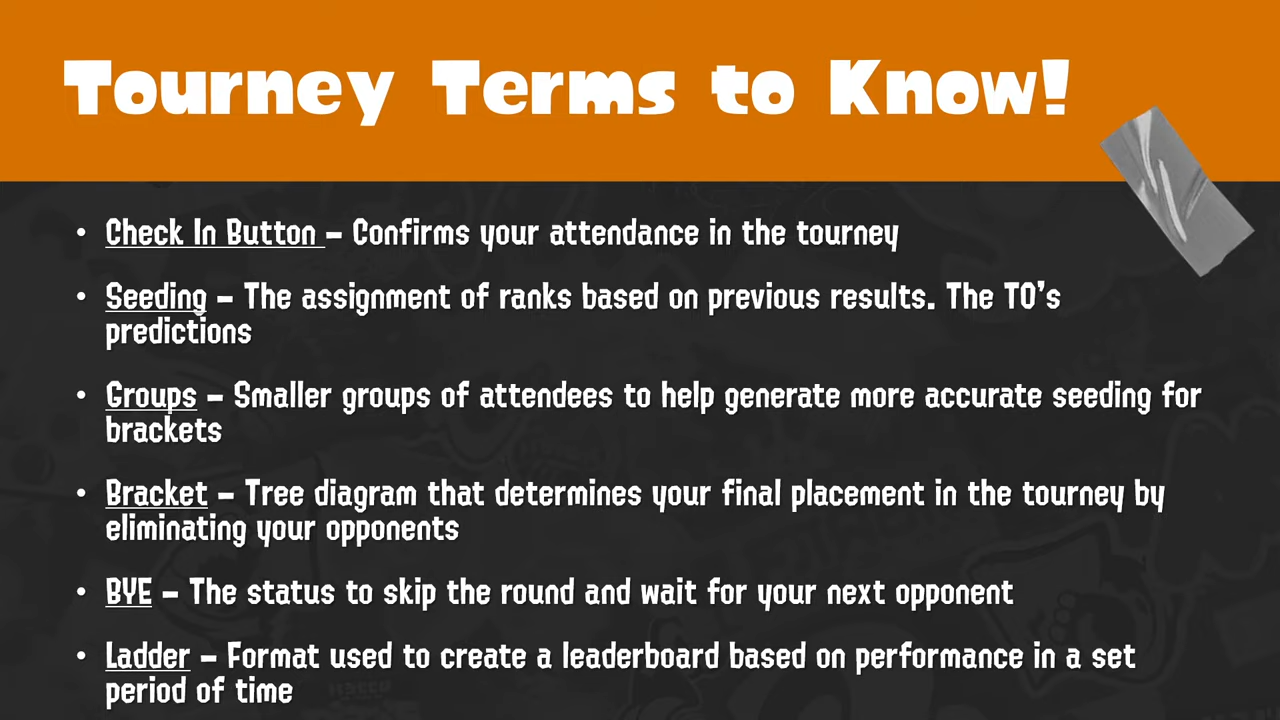 Tourney Terms to Know!
• Check In Button – Confirms your attendance in the tourney
• Seeding – The assignment of ranks based on previous results. The TO's
predictions
• Groups – Smaller groups of attendees to help generate more accurate seeding for
brackets
• Bracket – Tree diagram that determines your final placement in the tourney by
eliminating your opponents
• BYE – The status to skip the round and wait for your next opponent
• Ladder – Format used to create a leaderboard based on performance in a set
period of time